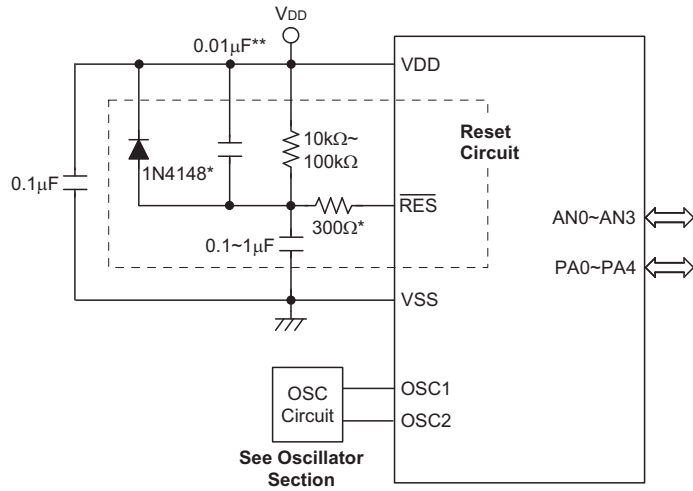 VDD
0.01µF**
VDD
10kΩ~
100kΩ
Reset
Circuit
1N4148*
0.1µF
RES
300Ω*
0.1~1µF
AN0~AN3
PA0~PA4
VSS
OSC
Circuit
OSC1
OSC2
See Oscillator
Section